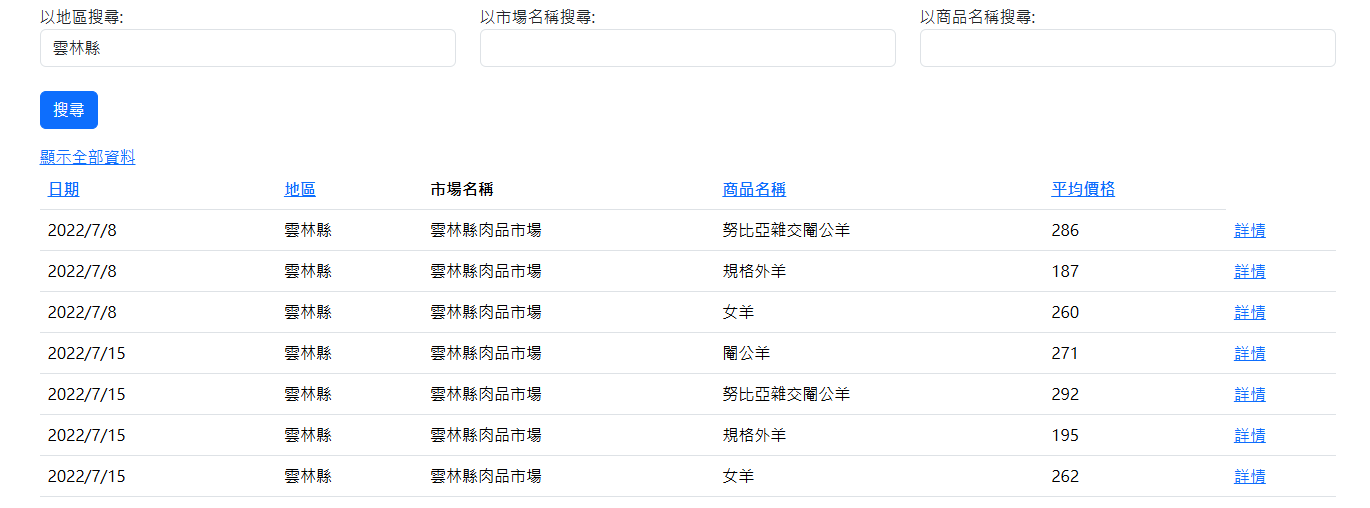 以地區搜尋: 以市場名稱搜尋: 以商品名稱搜尋:
雲林縣
搜尋
顯示全部資料
日期 地區 市場名稱 商品名稱 平均價格
2022/7/8 雲林縣 雲林縣肉品市場 努比亞雜交閹公羊 286 詳情
2022/7/8 雲林縣 雲林縣肉品市場 規格外羊 187 詳情
2022/7/8 雲林縣 雲林縣肉品市場 女羊 260 詳情
2022/7/15 雲林縣 雲林縣肉品市場 閹公羊 271 詳情
2022/7/15 雲林縣 雲林縣肉品市場 努比亞雜交閹公羊 292 詳情
2022/7/15 雲林縣 雲林縣肉品市場 規格外羊 195 詳情
2022/7/15 雲林縣 雲林縣肉品市場 女羊 262 詳情